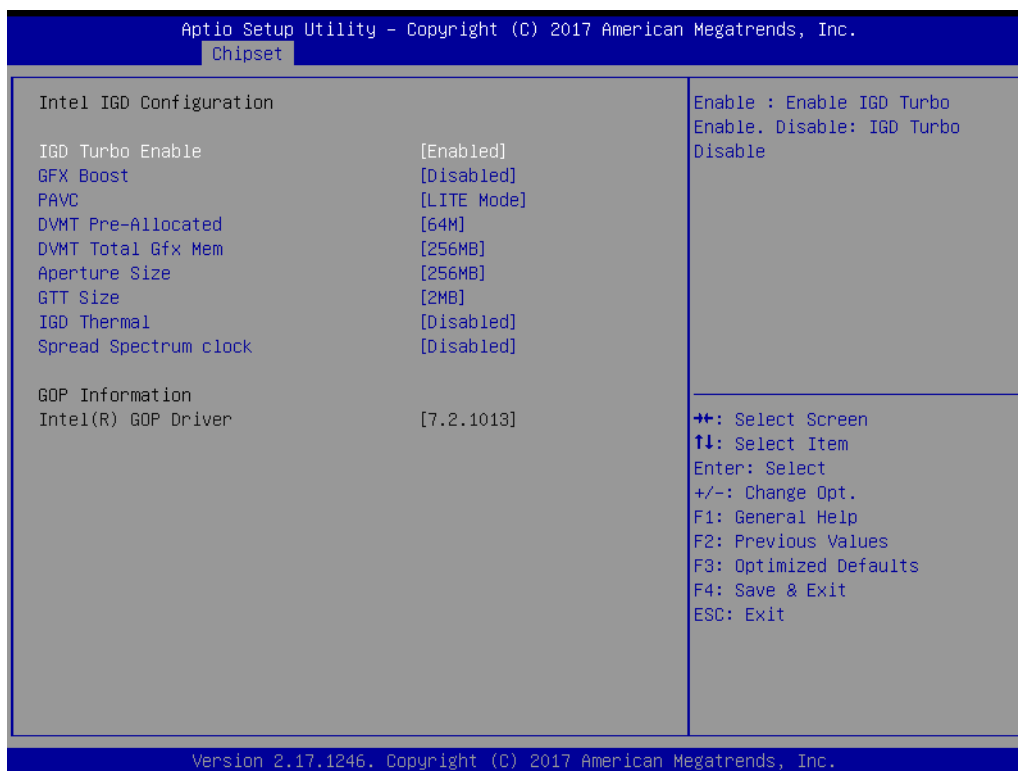 Aptio Setup Utility – Copyright (C) 2017 American Megatrends, Inc.
Chipset
Intel IGD Configuration
IGD Turbo Enable [Enabled]
GFX Boost [Disabled]
PAVC [LITE Mode]
DVMT Pre-Allocated [64M]
DVMT Total Gfx Mem [256MB]
Aperture Size [256MB]
GTT Size [2MB]
IGD Thermal [Disabled]
Spread Spectrum clock [Disabled]
GOP Information
Intel(R) GOP Driver [7.2.1013]
Enable : Enable IGD Turbo
Enable. Disable: IGD Turbo
Disable
→←: Select Screen
↑↓: Select Item
Enter: Select
+/-: Change Opt.
F1: General Help
F2: Previous Values
F3: Optimized Defaults
F4: Save & Exit
ESC: Exit
Version 2.17.1246. Copyright (C) 2017 American Megatrends, Inc.